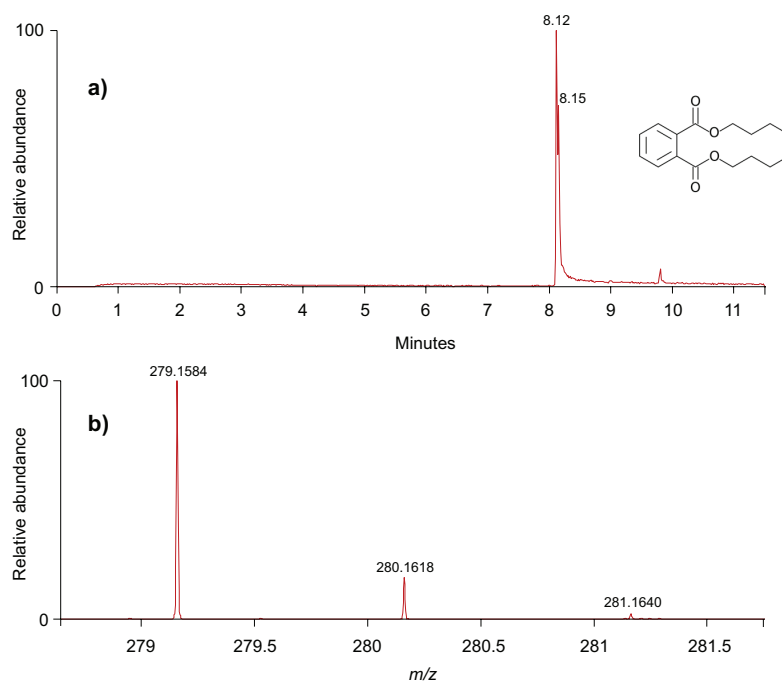 8.12
100
a)
8.15
Relative abundance
O
O
O
O
0
0 1 2 3 4 5 6 7 8 9 10 11
Minutes
100
279.1584
b)
Relative abundance
280.1618
281.1640
0
279 279.5 280 280.5 281 281.5
m/z